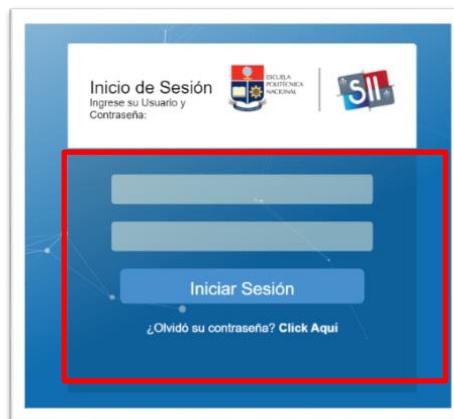 Inicio de Sesión
Ingrese su Usuario y
Contraseña:
ESCUELA
POLITÉCNICA
NACIONAL
SII
Iniciar Sesión
¿Olvidó su contraseña? Click Aquí